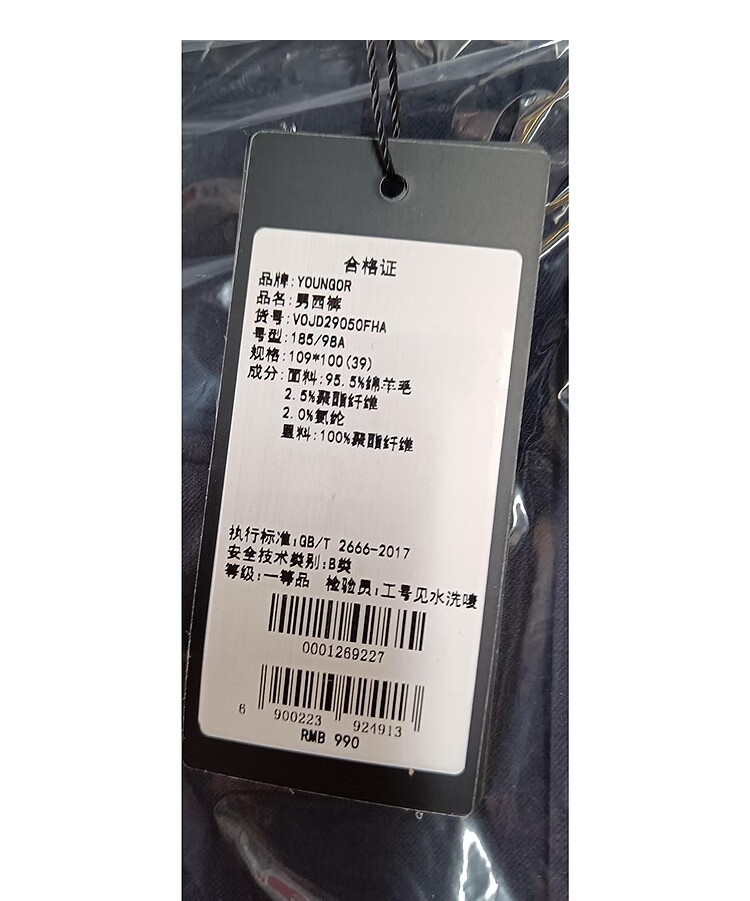 合格证
品牌:YOUNGOR
品名:男西裤
货号:VOJD29050FHA
号型:185/98A
规格:109*100(39)
成分:面料:95.5%绵羊毛
2.5%聚酯纤维
2.0%氨纶
里料:100%聚酯纤维
执行标准:GB/T 2666-2017
安全技术类别:B类
等级:一等品 检验员:工号见水洗唛
0001269227
6 900223 924913
RMB 990